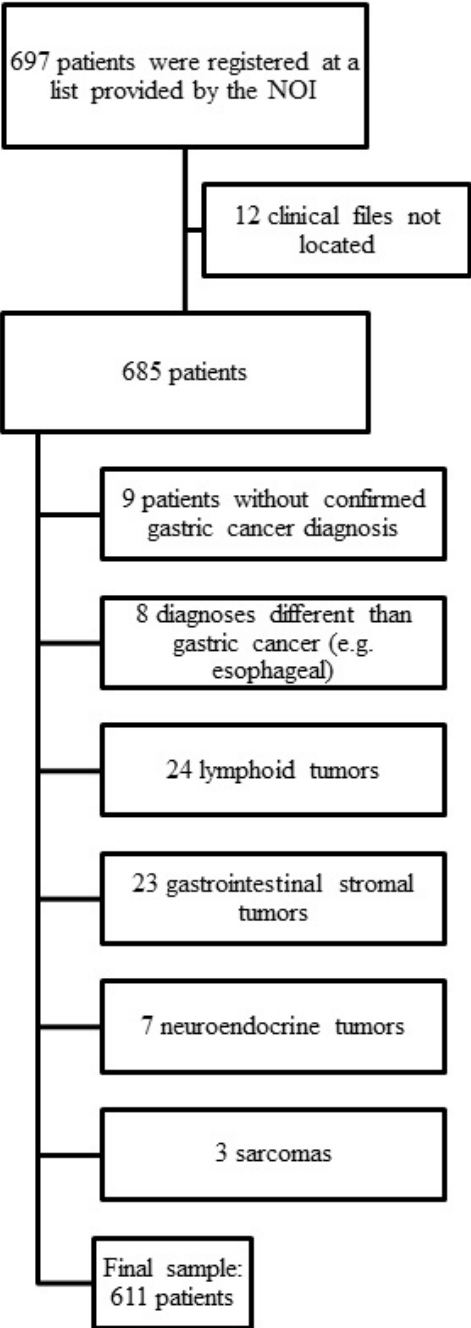 697 patients were registered at a
list provided by the NOI
12 clinical files not
located
685 patients
9 patients without confirmed
gastric cancer diagnosis
8 diagnoses different than
gastric cancer (e.g.
esophageal)
24 lymphoid tumors
23 gastrointestinal stromal
tumors
7 neuroendocrine tumors
3 sarcomas
Final sample:
611 patients